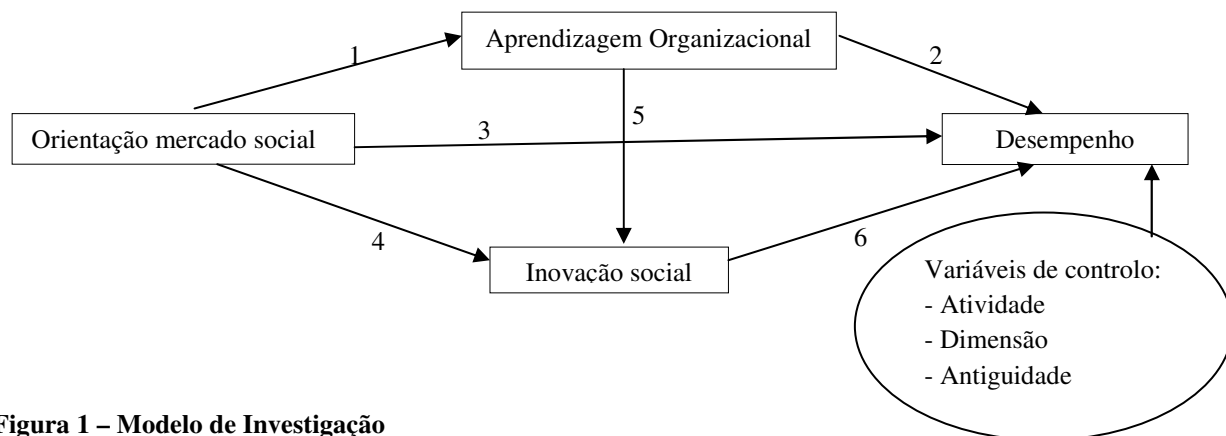 Aprendizagem Organizacional
1
2
Orientação mercado social
3
5
Desempenho
4
Inovação social
6
Variáveis de controlo:
- Atividade
- Dimensão
- Antiguidade
Figura 1 – Modelo de Investigação